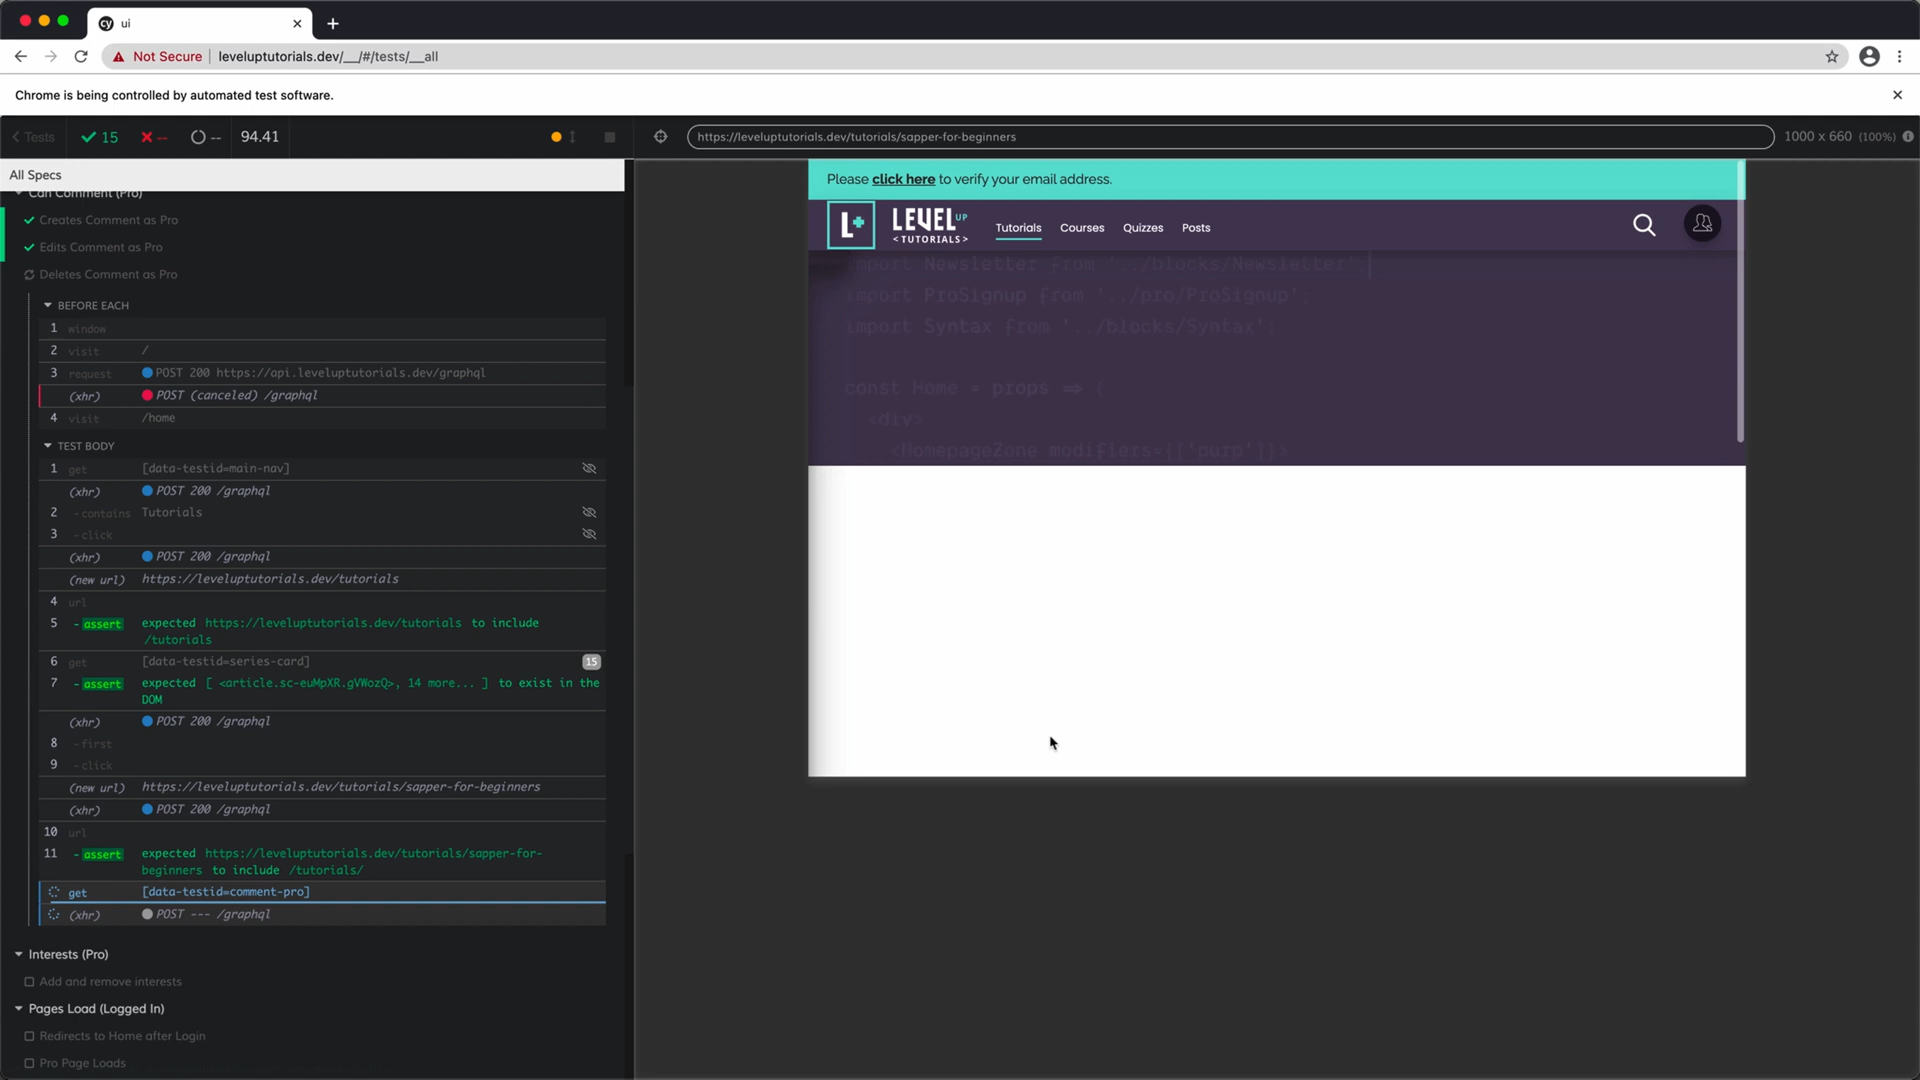 ui
Not Secure
leveluptutorials.dev/__/#/tests/__all
Chrome is being controlled by automated test software.
Tests
15
--
--
94.41
https://leveluptutorials.dev/tutorials/sapper-for-beginners
1000 x 660 (100%)
All Specs
Can Comment (Pro)
Creates Comment as Pro
Edits Comment as Pro
Deletes Comment as Pro
BEFORE EACH
1 window
2 visit /
3 request POST 200 https://api.leveluptutorials.dev/graphql
(xhr) POST (canceled) /graphql
4 visit /home
TEST BODY
1 get [data-testid=main-nav]
(xhr) POST 200 /graphql
2 -contains Tutorials
3 -click
(xhr) POST 200 /graphql
(new url) https://leveluptutorials.dev/tutorials
4 url
5 -assert expected https://leveluptutorials.dev/tutorials to include
/tutorials
6 get [data-testid=series-card] 15
7 -assert expected [ <article.sc-euMpXR.gVWozQ>, 14 more... ] to exist in the
DOM
(xhr) POST 200 /graphql
8 -first
9 -click
(new url) https://leveluptutorials.dev/tutorials/sapper-for-beginners
(xhr) POST 200 /graphql
10 url
11 -assert expected https://leveluptutorials.dev/tutorials/sapper-for-
beginners to include /tutorials/
get [data-testid=comment-pro]
(xhr) POST --- /graphql
Interests (Pro)
Add and remove interests
Pages Load (Logged In)
Redirects to Home after Login
Pro Page Loads
Please click here to verify your email address.
L+
LEVEL UP
<TUTORIALS>
Tutorials
Courses
Quizzes
Posts
import Newsletter from '../blocks/Newsletter'
import ProSignup from '../pro/ProSignup';
import Syntax from '../blocks/Syntax';
const Home = props => (
<div>
<HomepageZone modifiers={['purp']}>